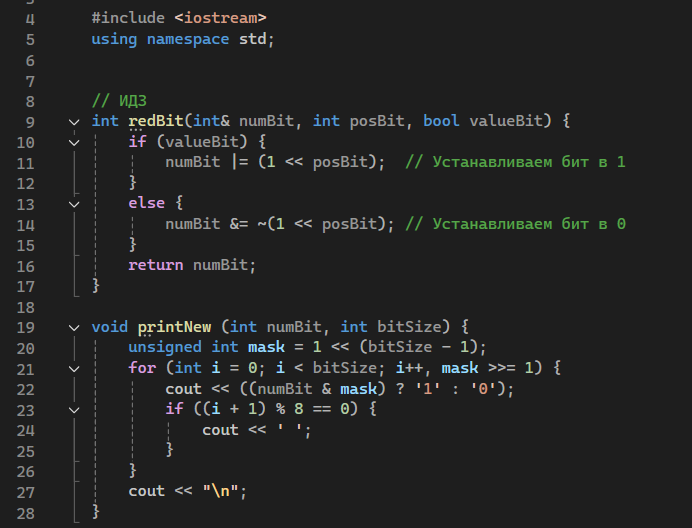 4 #include <iostream>
5 using namespace std;
6
7
8 // ИДЗ
9 int redBit(int& numBit, int posBit, bool valueBit) {
10 if (valueBit) {
11 numBit |= (1 << posBit); // Устанавливаем бит в 1
12 }
13 else {
14 numBit &= ~(1 << posBit); // Устанавливаем бит в 0
15 }
16 return numBit;
17 }
18
19 void printNew (int numBit, int bitSize) {
20 unsigned int mask = 1 << (bitSize - 1);
21 for (int i = 0; i < bitSize; i++, mask >>= 1) {
22 cout << ((numBit & mask) ? '1' : '0');
23 if ((i + 1) % 8 == 0) {
24 cout << ' ';
25 }
26 }
27 cout << "\n";
28 }